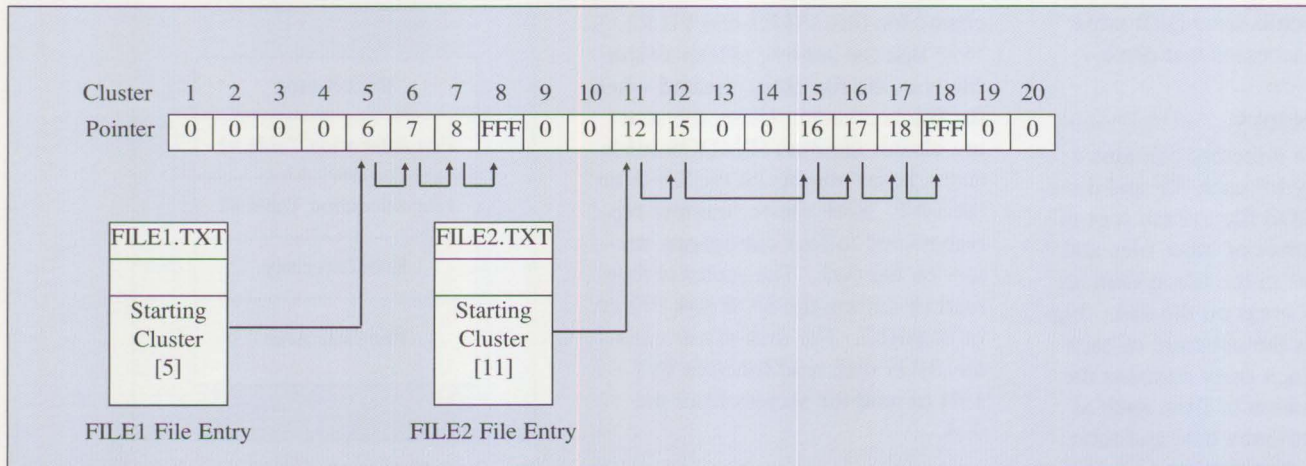 Cluster 1 2 3 4 5 6 7 8 9 10 11 12 13 14 15 16 17 18 19 20
Pointer 0 0 0 0 6 7 8 FFF 0 0 12 15 0 0 16 17 18 FFF 0 0
FILE1.TXT
Starting
Cluster
[5]
FILE1 File Entry
FILE2.TXT
Starting
Cluster
[11]
FILE2 File Entry